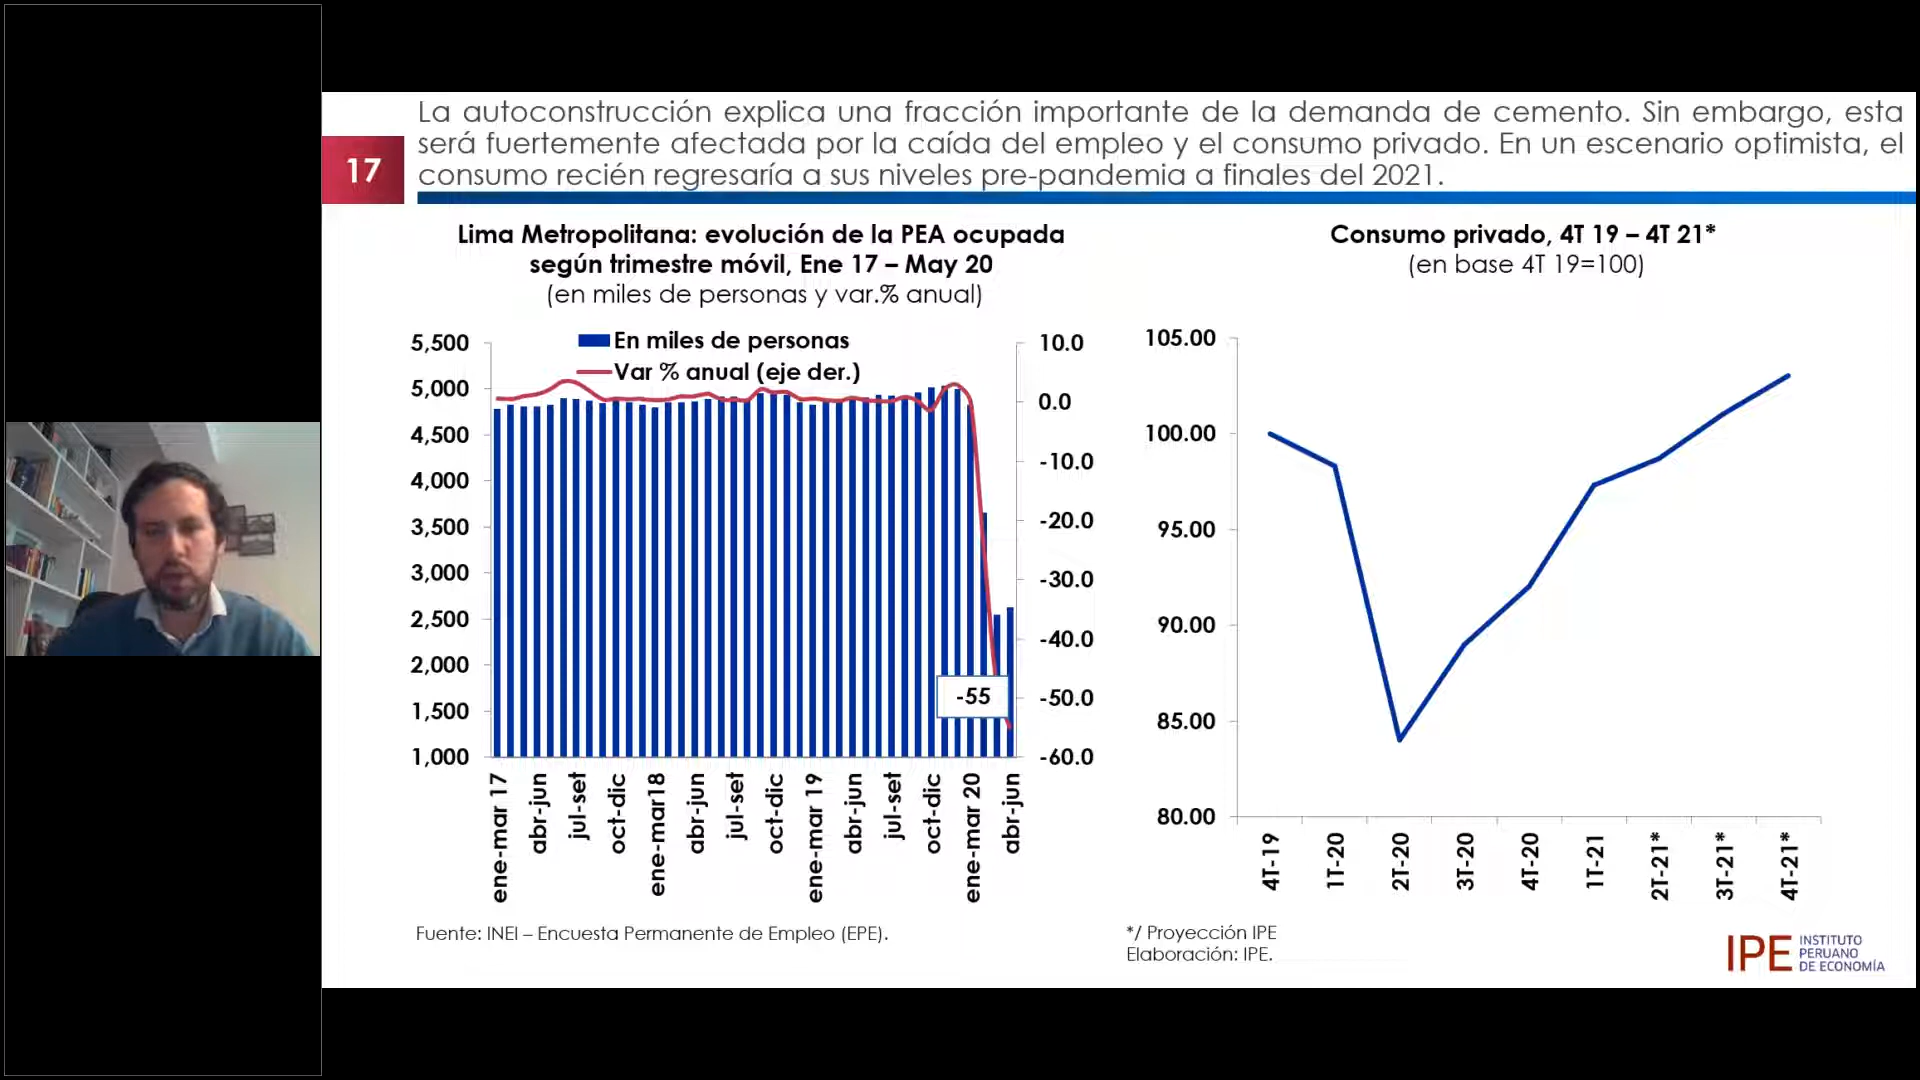 La autoconstrucción explica una fracción importante de la demanda de cemento. Sin embargo, esta
será fuertemente afectada por la caída del empleo y el consumo privado. En un escenario optimista, el
consumo recién regresaría a sus niveles pre-pandemia a finales del 2021.
17
Lima Metropolitana: evolución de la PEA ocupada
según trimestre móvil, Ene 17 – May 20
(en miles de personas y var.% anual)
En miles de personas
Var % anual (eje der.)
5,500
5,000
4,500
4,000
3,500
3,000
2,500
2,000
1,500
1,000
10.0
0.0
-10.0
-20.0
-30.0
-40.0
-50.0
-60.0
-55
ene-mar 17
abr-jun
jul-set
oct-dic
ene-mar18
abr-jun
jul-set
oct-dic
ene-mar 19
abr-jun
jul-set
oct-dic
ene-mar 20
abr-jun
Fuente: INEI – Encuesta Permanente de Empleo (EPE).
Consumo privado, 4T 19 – 4T 21*
(en base 4T 19=100)
105.00
100.00
95.00
90.00
85.00
80.00
4T-19
1T-20
2T-20
3T-20
4T-20
1T-21
2T-21*
3T-21*
4T-21*
*/ Proyección IPE
Elaboración: IPE.
IPE
INSTITUTO
PERUANO
DE ECONOMÍA